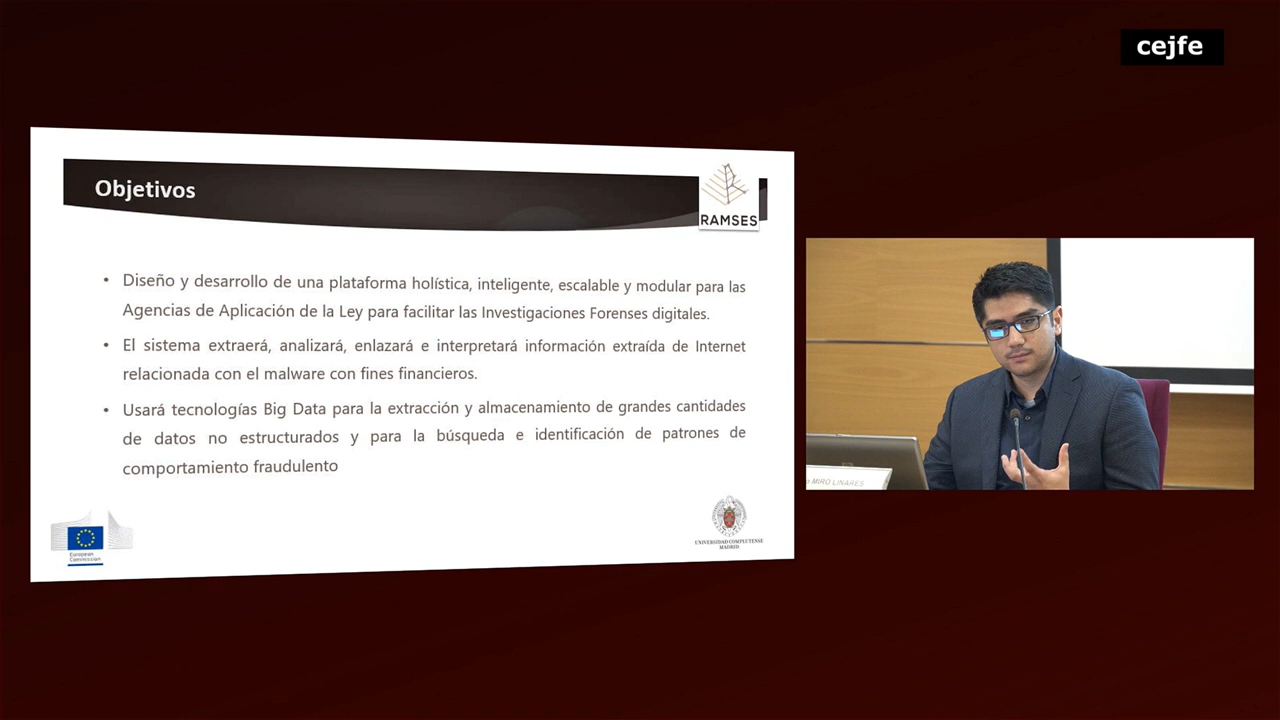 cejfe
Objetivos
RAMSES
• Diseño y desarrollo de una plataforma holística, inteligente, escalable y modular para las
Agencias de Aplicación de la Ley para facilitar las Investigaciones Forenses digitales.
• El sistema extraerá, analizará, enlazará e interpretará información extraída de Internet
relacionada con el malware con fines financieros.
• Usará tecnologías Big Data para la extracción y almacenamiento de grandes cantidades
de datos no estructurados y para la búsqueda e identificación de patrones de
comportamiento fraudulento
European
Commission
UNIVERSIDAD COMPLUTENSE
MADRID
MIRO LINARES